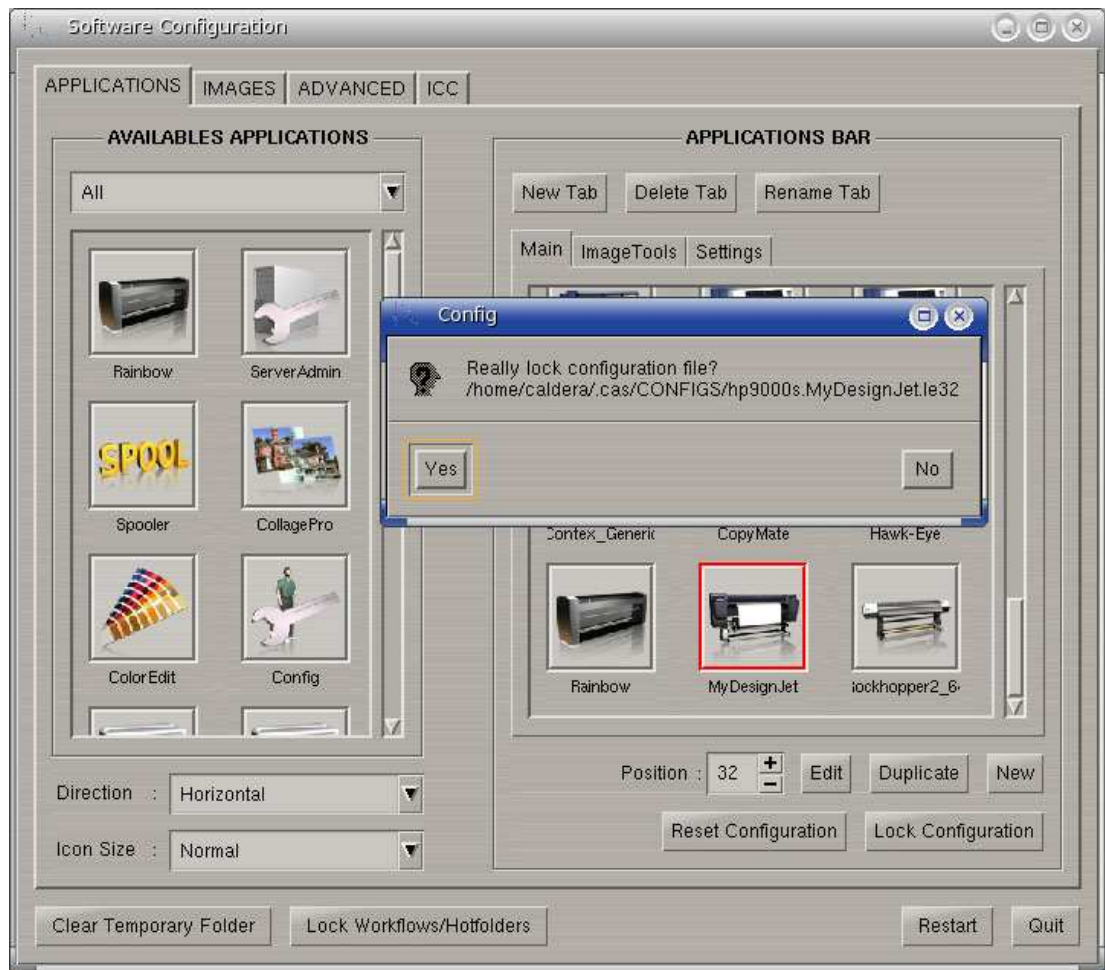 Software Configuration
APPLICATIONS IMAGES ADVANCED ICC
AVAILABLES APPLICATIONS
All
Rainbow ServerAdmin
SPOOL
Spooler CollagePro
ColorEdit Config
Direction : Horizontal
Icon Size : Normal
APPLICATIONS BAR
New Tab Delete Tab Rename Tab
Main ImageTools Settings
Config
Really lock configuration file?
/home/caldera/.cas/CONFIGS/hp9000s.MyDesignJet.le32
Yes No
Contex_Generic CopyMate Hawk-Eye
Rainbow MyDesignJet iockhopper2_6
Position : 32 + - Edit Duplicate New
Reset Configuration Lock Configuration
Clear Temporary Folder Lock Workflows/Hotfolders Restart Quit